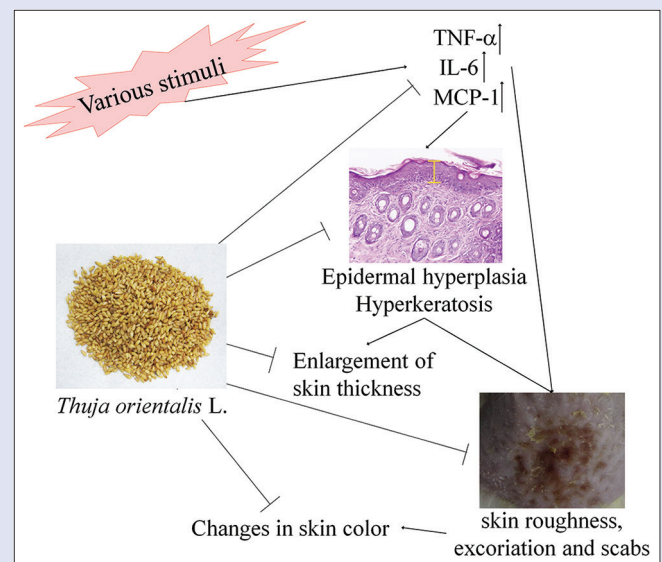 TNF-α↑
IL-6↑
MCP-1↑
Various stimuli
Epidermal hyperplasia
Hyperkeratosis
Enlargement of
skin thickness
Thuja orientalis L.
Changes in skin color
skin roughness,
excoriation and scabs